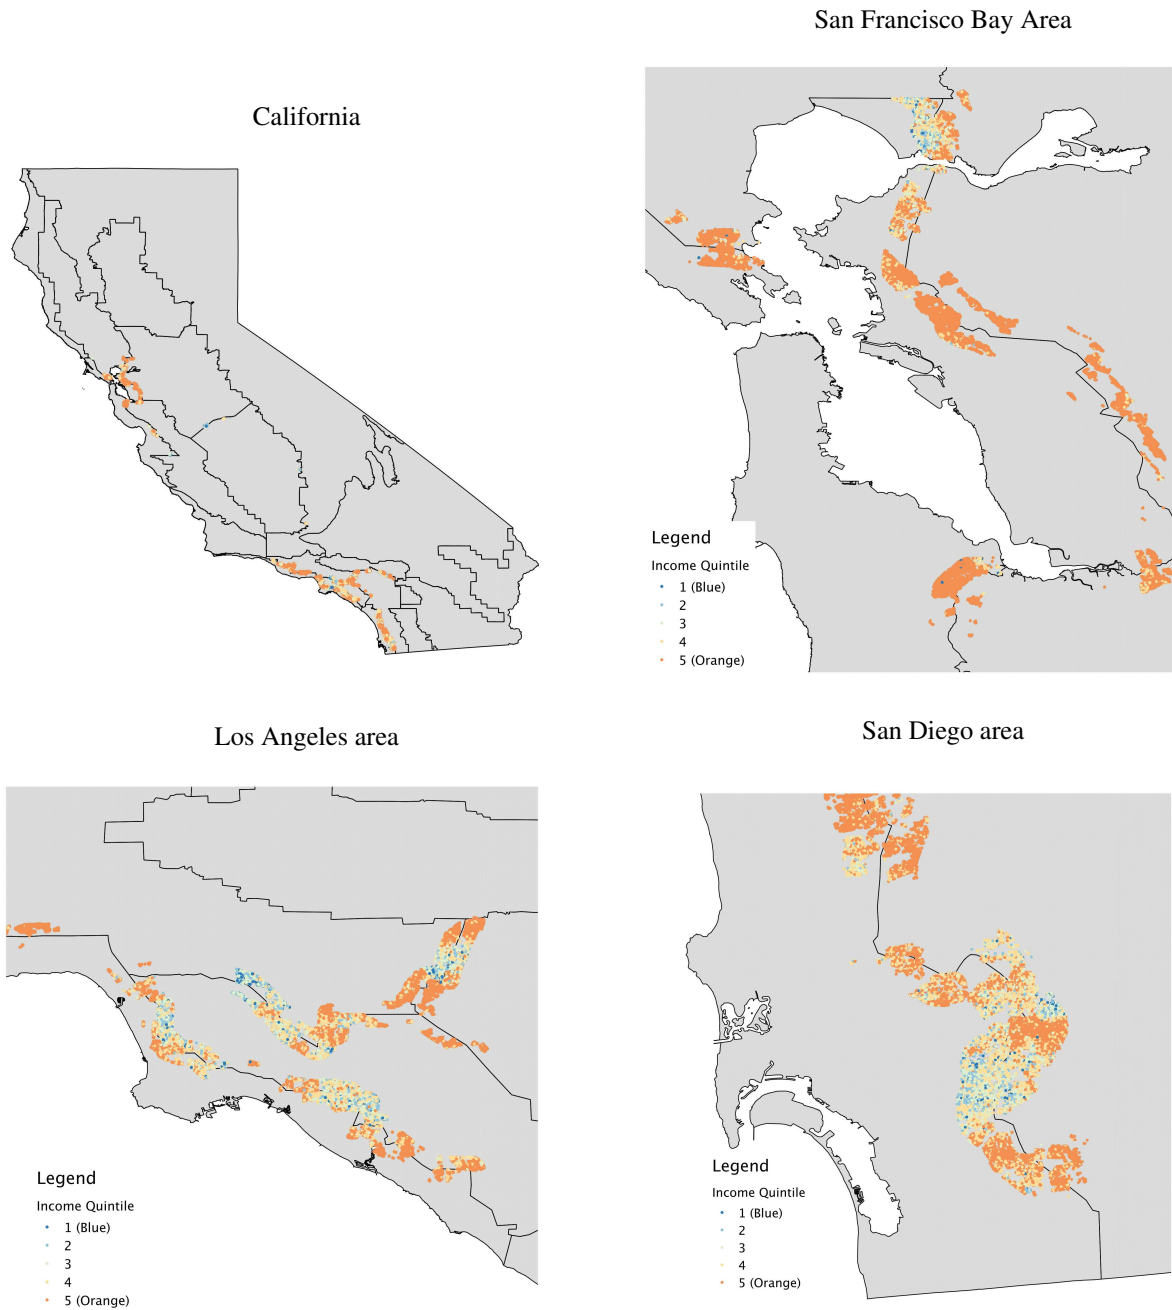 San Francisco Bay Area
California
Legend
Income Quintile
1 (Blue)
2
3
4
5 (Orange)
Los Angeles area
San Diego area
Legend
Income Quintile
1 (Blue)
2
3
4
5 (Orange)
Legend
Income Quintile
1 (Blue)
2
3
4
5 (Orange)